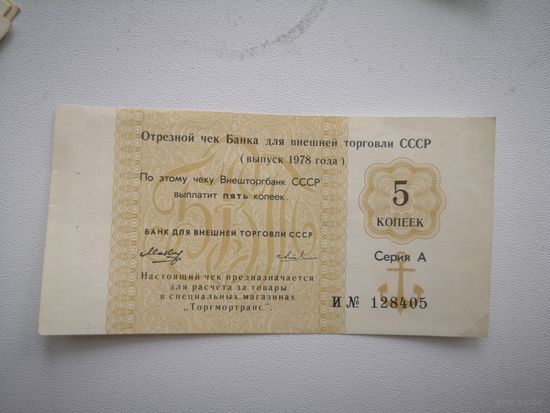 Отрезной чек Банка для внешней торговли СССР
(выпуск 1978 года)
По этому чеку Внешторгбанк СССР
выплатит пять копеек.
БАНК ДЛЯ ВНЕШНЕЙ ТОРГОВЛИ СССР
Настоящий чек предназначается
для расчета за товары
в специальных магазинах
„Торгмортранс".
5
КОПЕЕК
Серия А
И № 128405